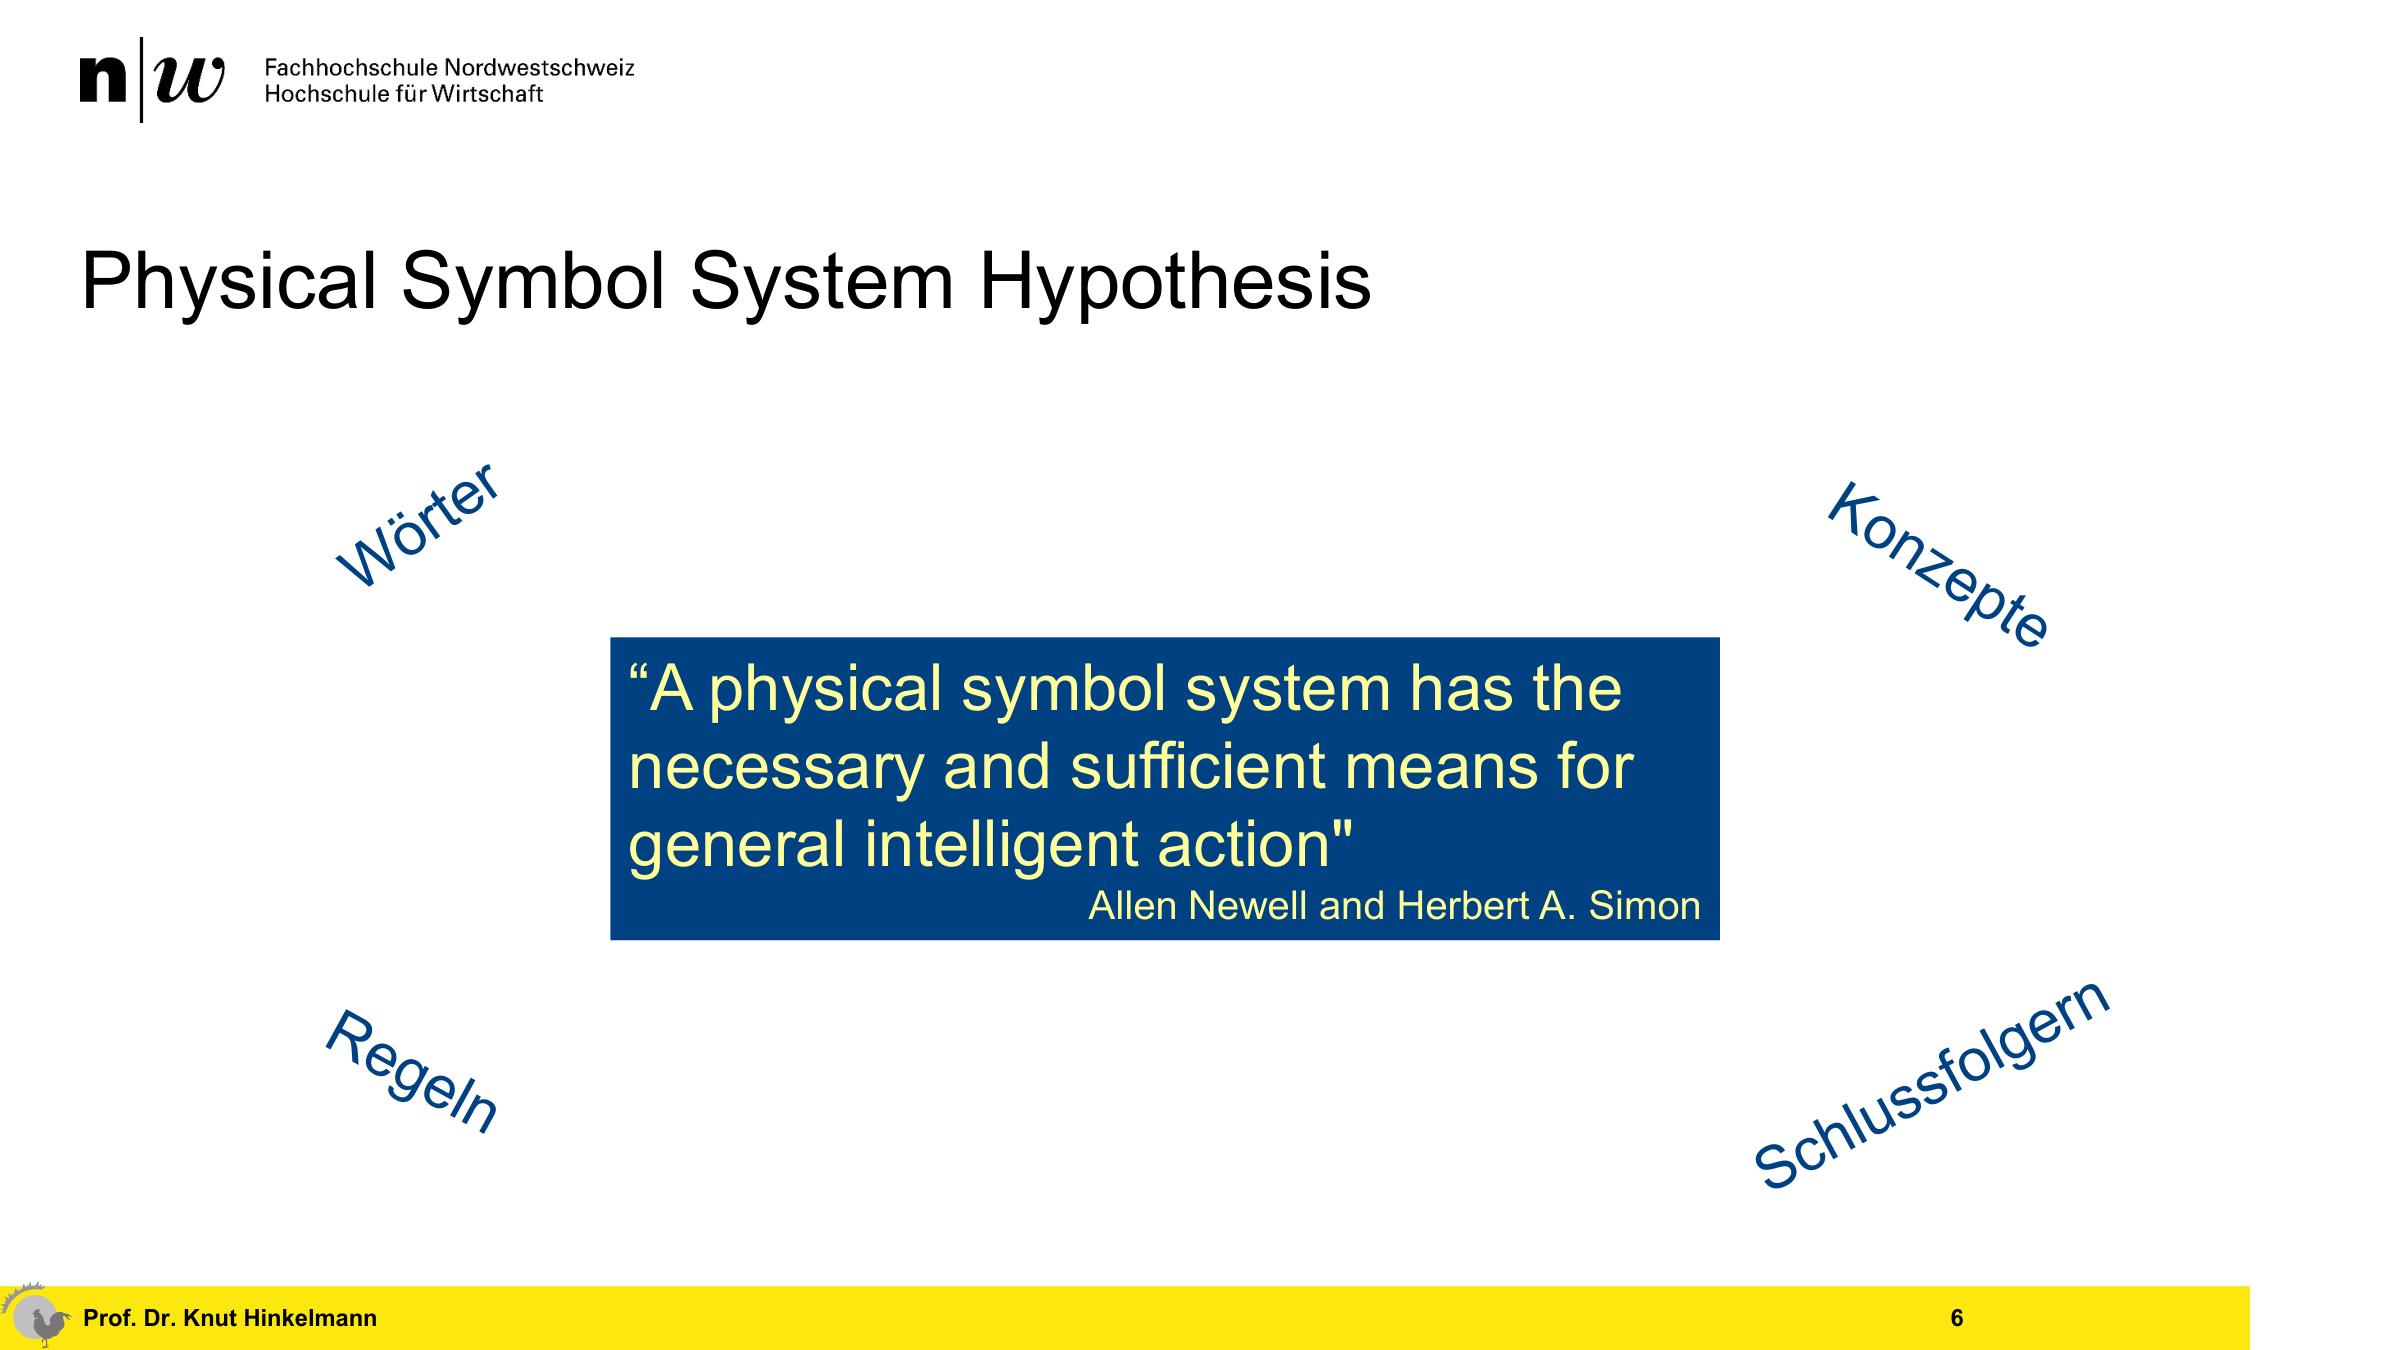 n|w
Fachhochschule Nordwestschweiz
Hochschule für Wirtschaft
Physical Symbol System Hypothesis
Wörter
Konzepte
“A physical symbol system has the
necessary and sufficient means for
general intelligent action"
Allen Newell and Herbert A. Simon
Regeln
Schlussfolgern
Prof. Dr. Knut Hinkelmann
6